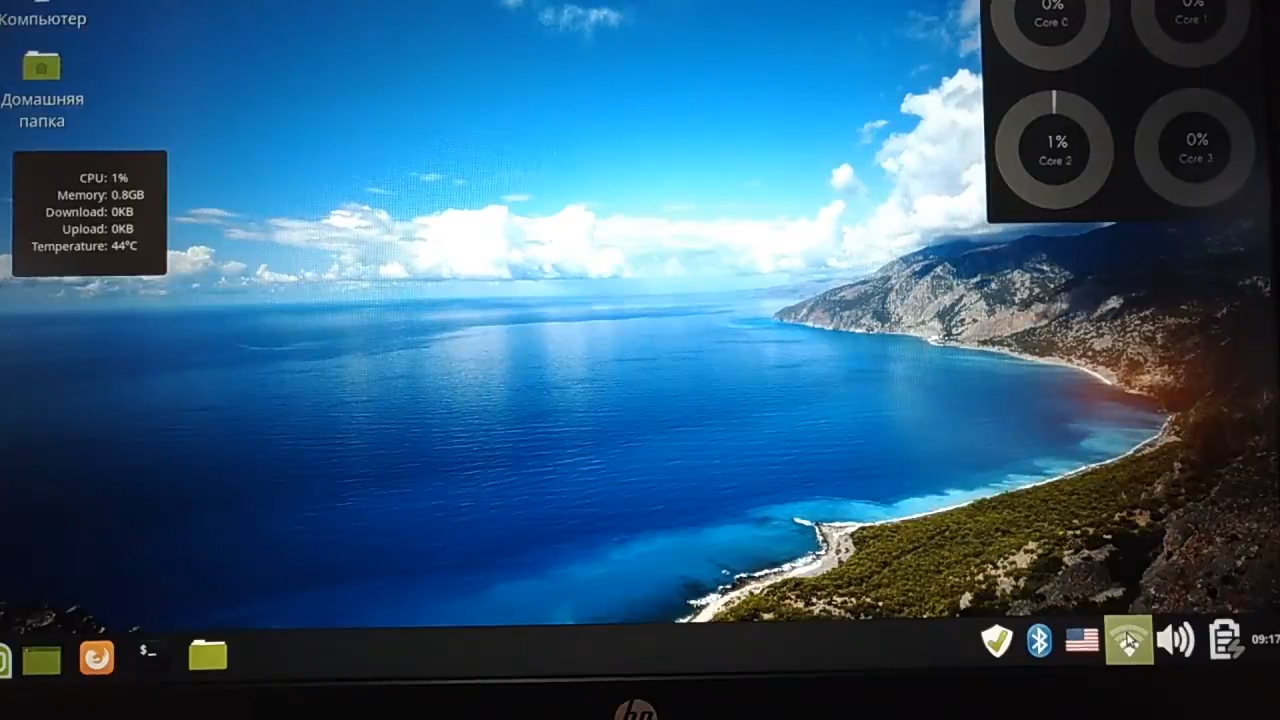 Компьютер
Домашняя
папка
CPU: 1%
Memory: 0.8GB
Download: 0KB
Upload: 0KB
Temperature: 44°C
0%
Core 0
0%
Core 1
1%
Core 2
0%
Core 3
$_
09:17
hp